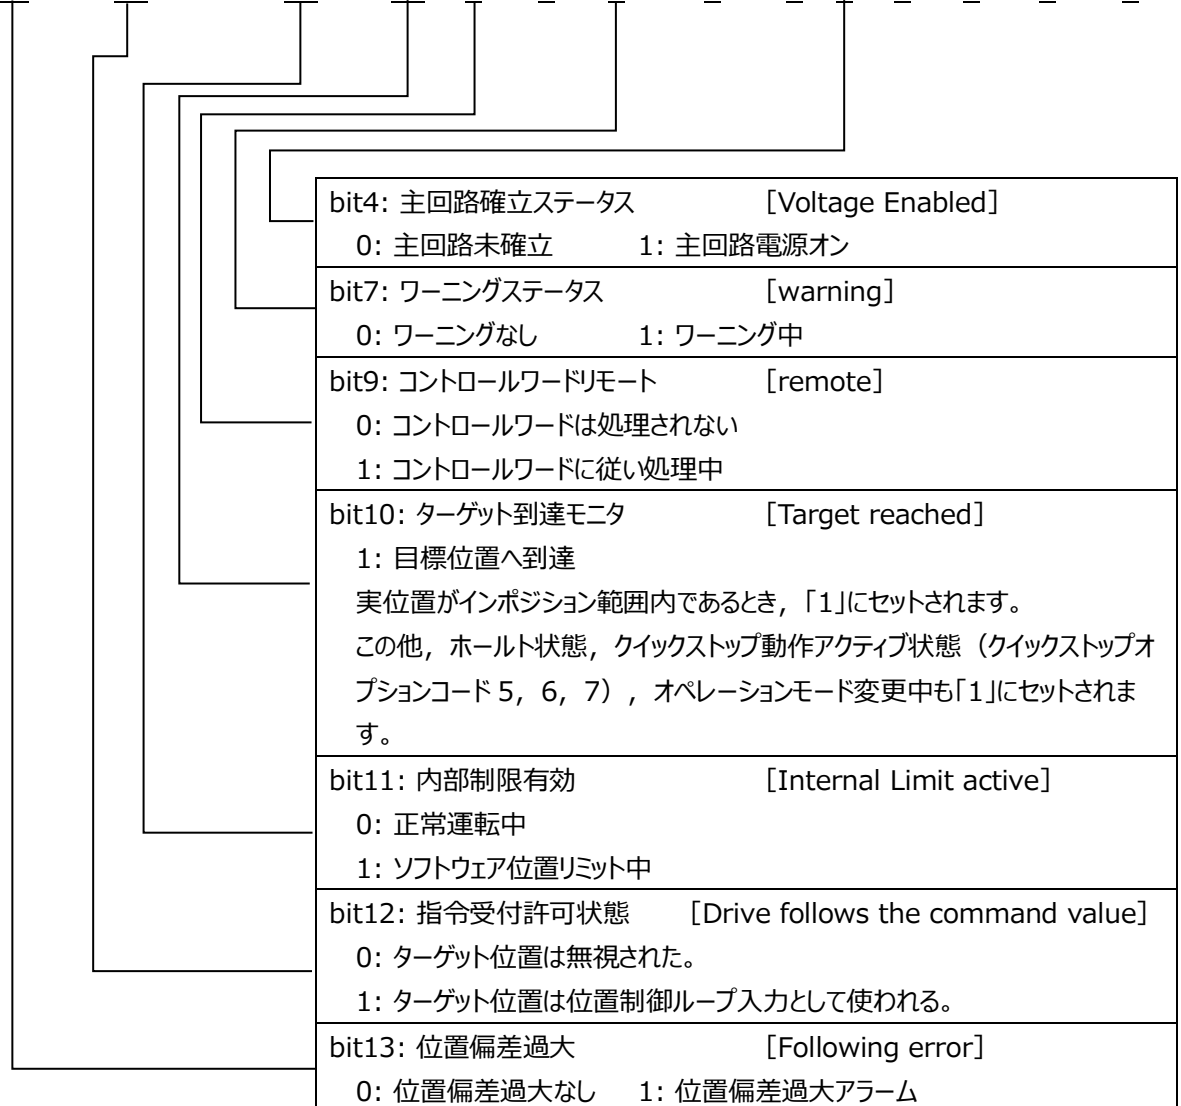 bit4: 主回路確立ステータス [Voltage Enabled]
0: 主回路未確立 1: 主回路電源オン
bit7: ワーニングステータス [warning]
0: ワーニングなし 1: ワーニング中
bit9: コントロールワードリモート [remote]
0: コントロールワードは処理されない
1: コントロールワードに従い処理中
bit10: ターゲット到達モニタ [Target reached]
1: 目標位置へ到達
実位置がインポジション範囲内であるとき，「1」にセットされます。
この他，ホールト状態，クイックストップ動作アクティブ状態（クイックストップオ
プションコード 5，6，7），オペレーションモード変更中も「1」にセットされま
す。
bit11: 内部制限有効 [Internal Limit active]
0: 正常運転中
1: ソフトウェア位置リミット中
bit12: 指令受付許可状態 [Drive follows the command value]
0: ターゲット位置は無視された。
1: ターゲット位置は位置制御ループ入力として使われる。
bit13: 位置偏差過大 [Following error]
0: 位置偏差過大なし 1: 位置偏差過大アラーム